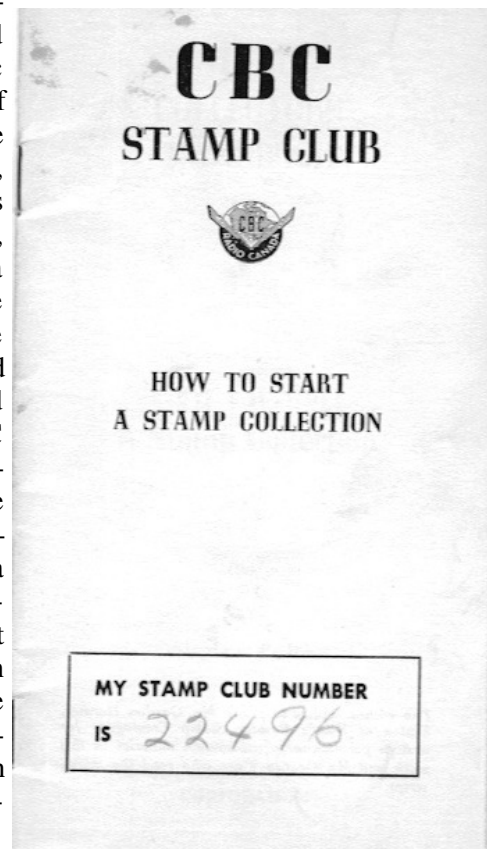 CBC
STAMP CLUB
CBC
RADIO CANADA
HOW TO START
A STAMP COLLECTION
MY STAMP CLUB NUMBER
IS 22496